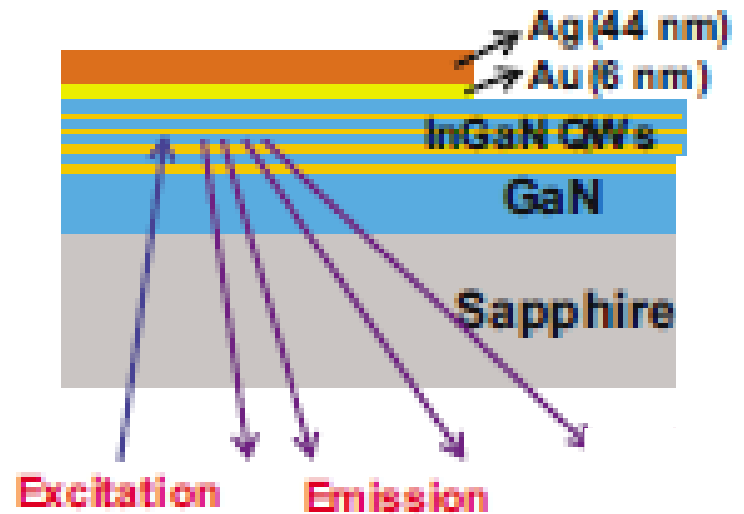 Ag (44 nm)
Au (6 nm)
InGaN QWs
GaN
Sapphire
Excitation
Emission